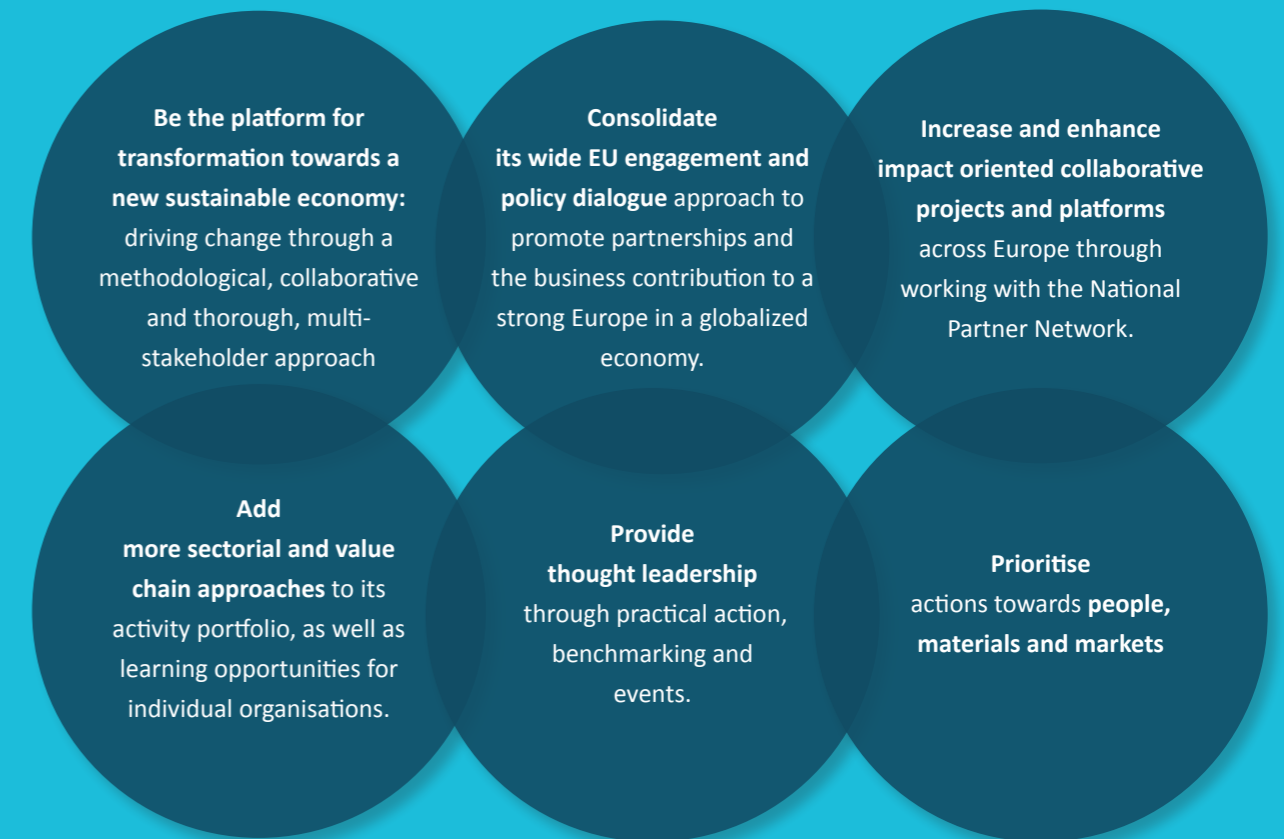 Be the platform for
transformation towards a
new sustainable economy:
driving change through a
methodological, collaborative
and thorough, multi-
stakeholder approach
Consolidate
its wide EU engagement and
policy dialogue approach to
promote partnerships and
the business contribution to a
strong Europe in a globalized
economy.
Increase and enhance
impact oriented collaborative
projects and platforms
across Europe through
working with the National
Partner Network.
Add
more sectorial and value
chain approaches to its
activity portfolio, as well as
learning opportunities for
individual organisations.
Provide
thought leadership
through practical action,
benchmarking and
events.
Prioritise
actions towards people,
materials and markets